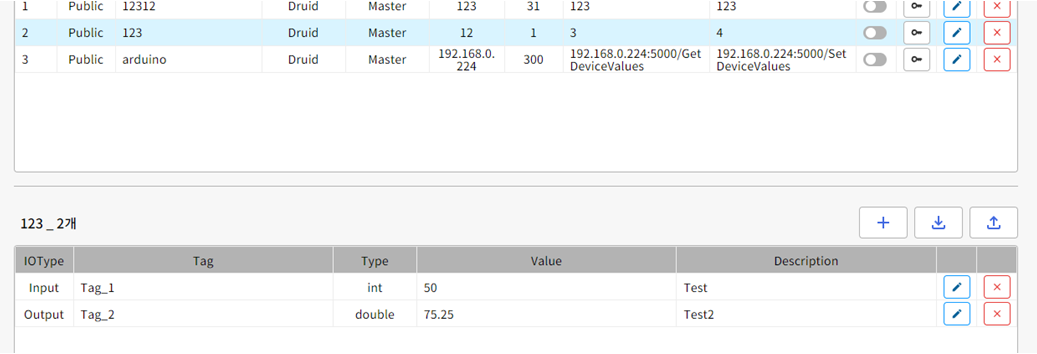 1 Public 12312 Druid Master 123 31 123 123
2 Public 123 Druid Master 12 1 3 4
3 Public arduino Druid Master 192.168.0.224 300 192.168.0.224:5000/GetDeviceValues 192.168.0.224:5000/SetDeviceValues
123 _ 2개
IOType Tag Type Value Description
Input Tag_1 int 50 Test
Output Tag_2 double 75.25 Test2